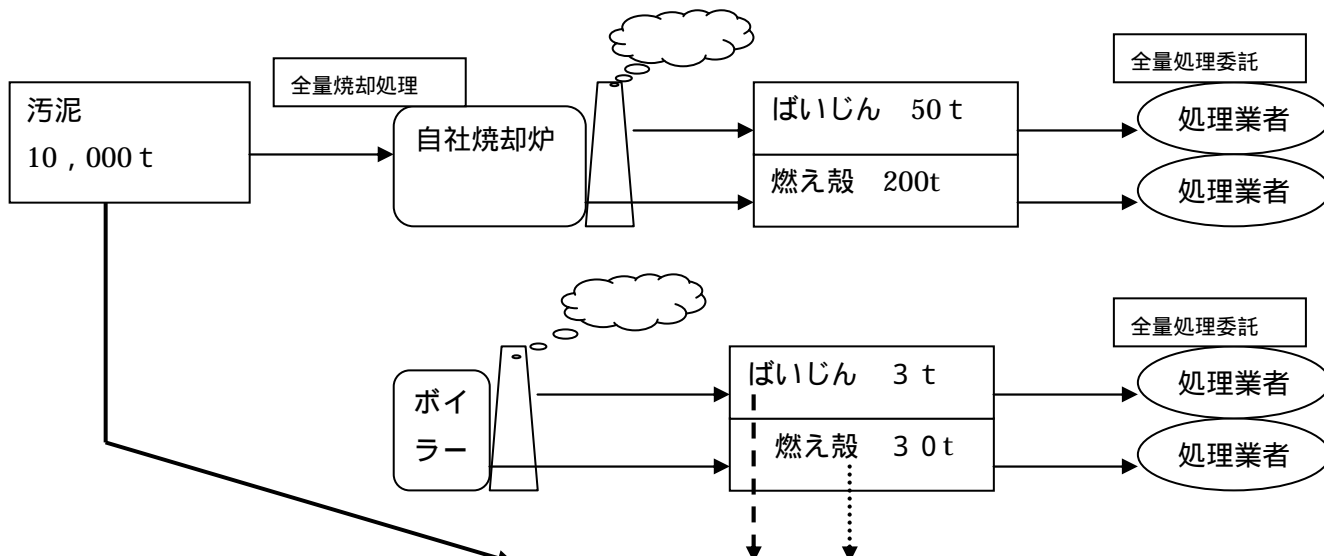 全量焼却処理
全量処理委託
汚泥
10 , 000ｔ
自社焼却炉
ばいじん　50ｔ
処理業者
燃え殻　200t
処理業者
全量処理委託
ボイ
ラー
ばいじん　３ｔ
処理業者
燃え殻　３0t
処理業者